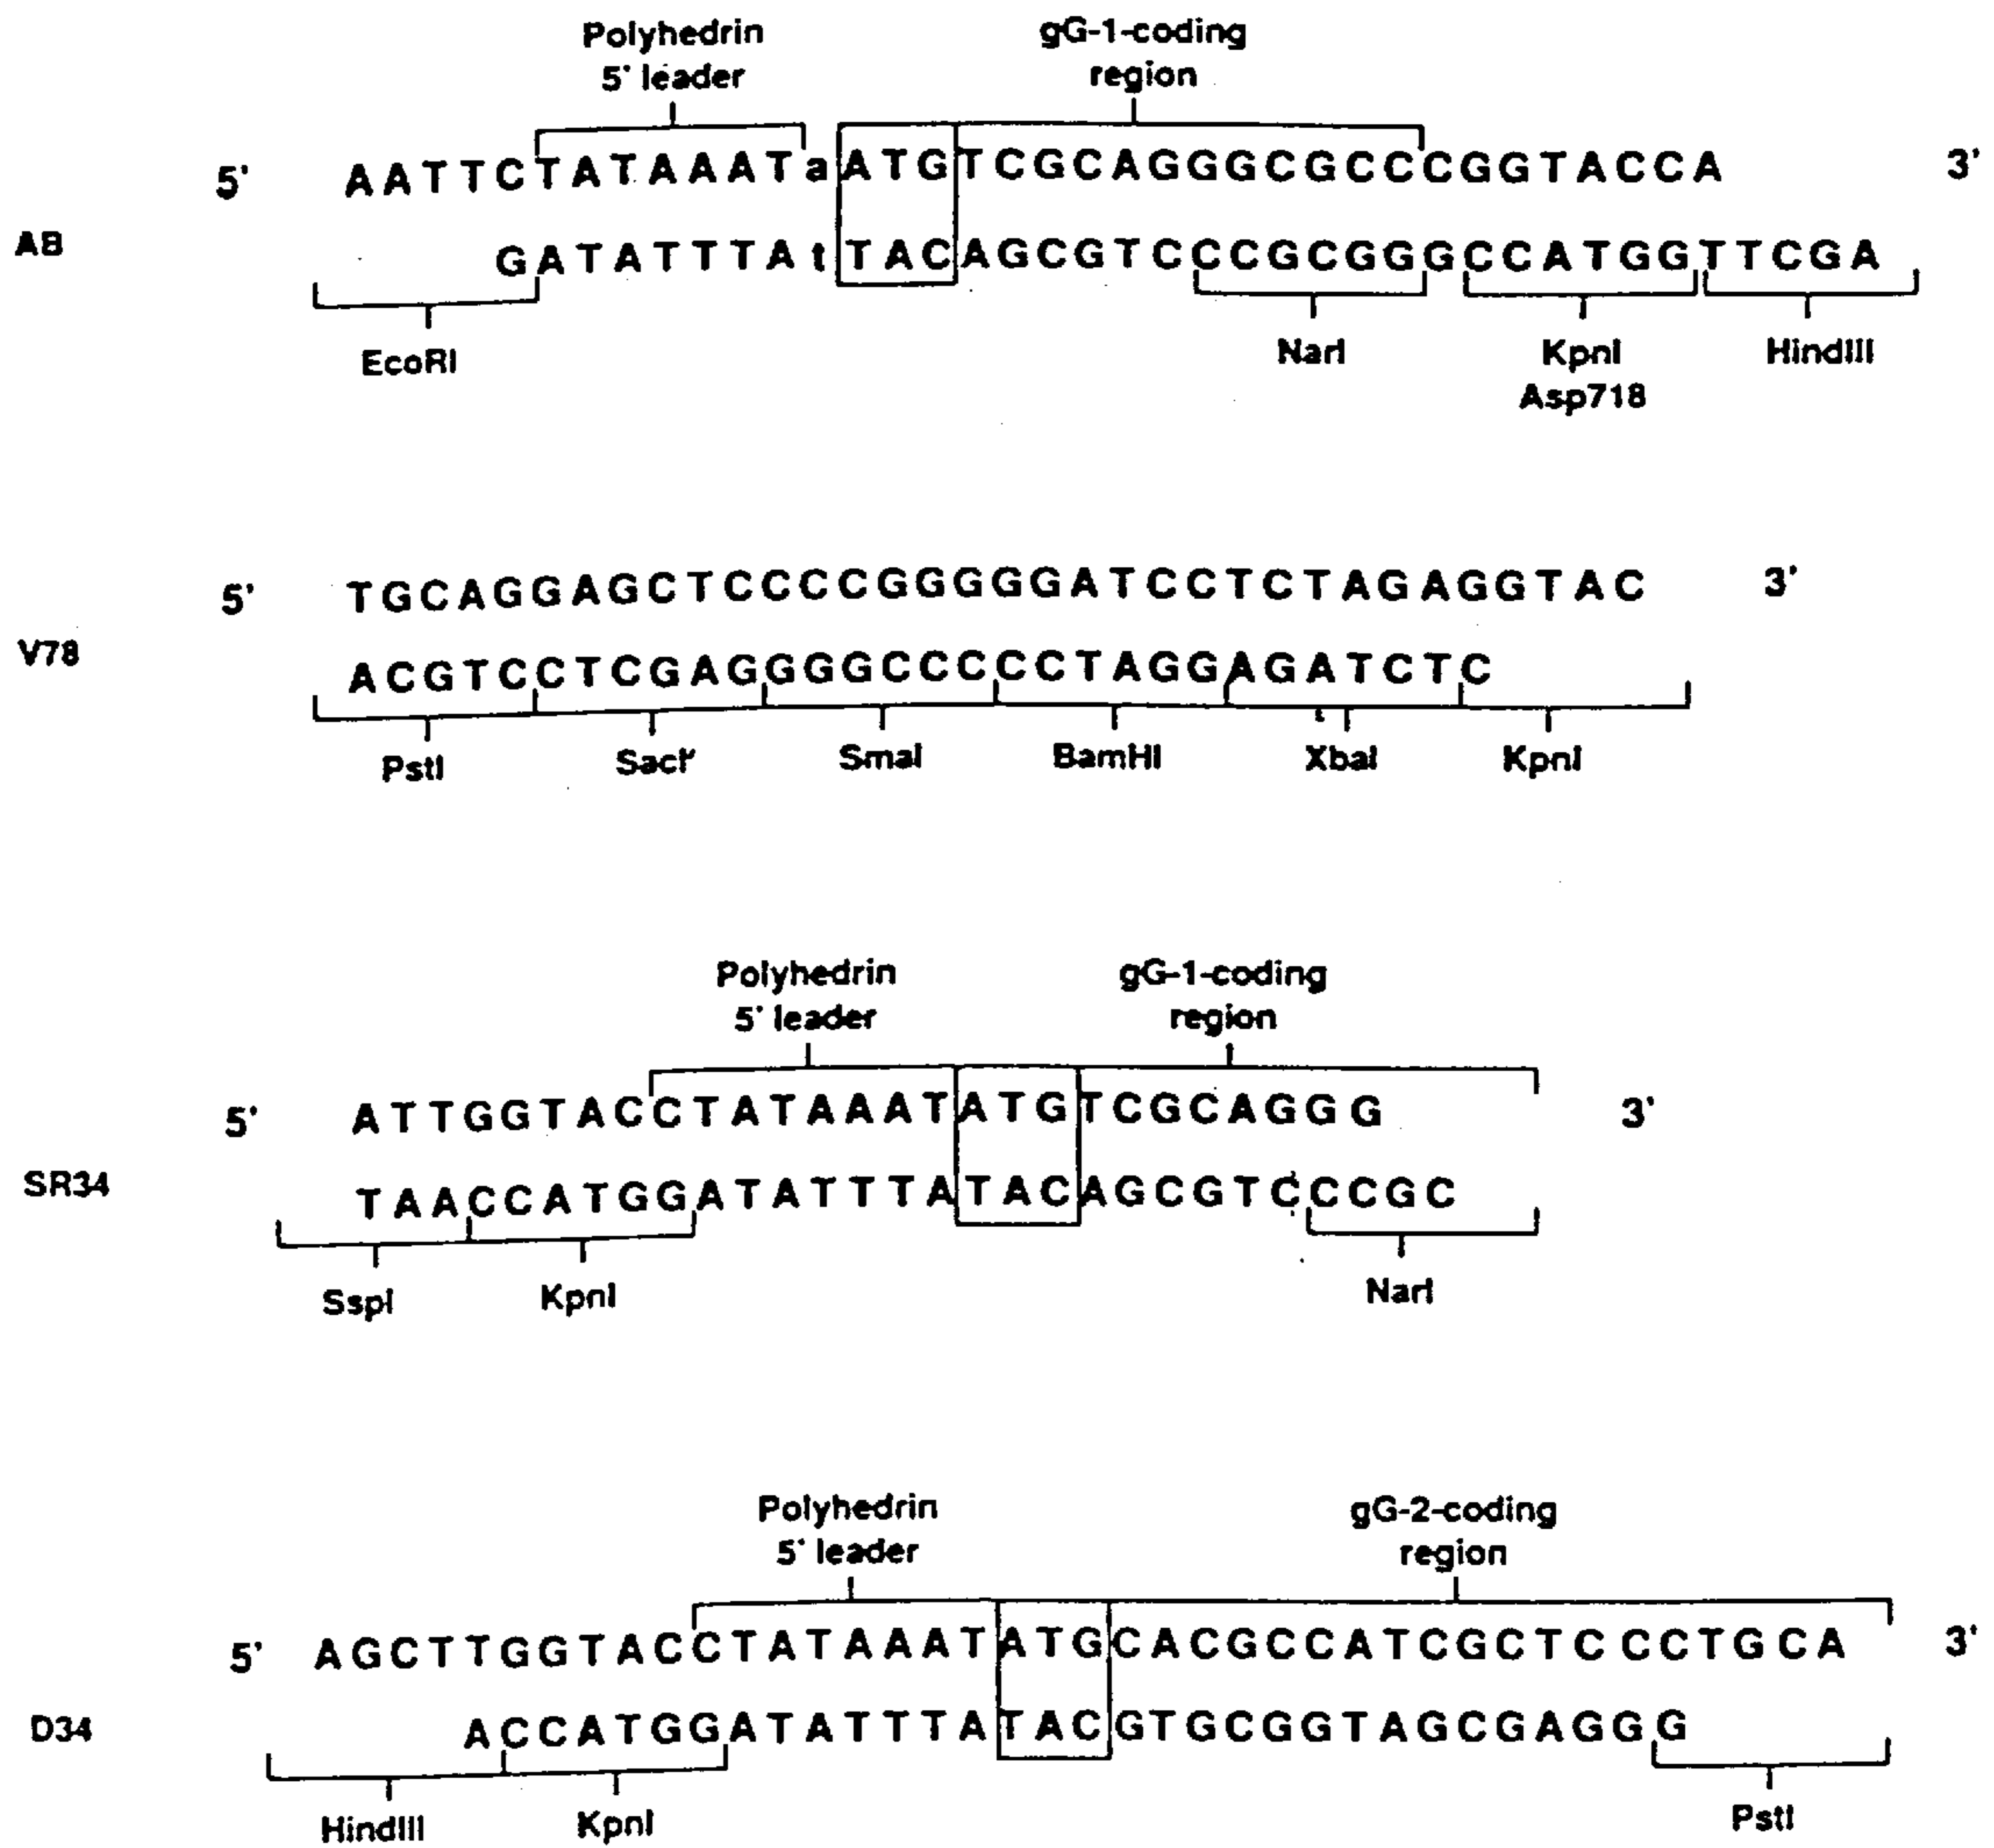 Polyhedrin
5' leader
gG-1-coding
region
5' AATTCTATAAATaATGTCGCAGGGCGCCCGGTACCA 3'
AB
GATATTTAtTACAGCGTCCCGCGGGCCATGGTTCGA
EcoRI
NarI
KpnI
Asp718
HindIII
5' TGCAGGAGCTCCCCGGGGGATCCTCTAGAGGTAC 3'
V78
ACGTCCTCGAGGGGCCCCCTAGGAGATCTC
PstI
SacI
SmaI
BamHI
XbaI
KpnI
Polyhedrin
5' leader
gG-1-coding
region
5' ATTGGTACCTATAAATATGTCGCAGGG 3'
SR34
TAACCATGGATATTTATACAGCGTCCCGC
SspI
KpnI
NarI
Polyhedrin
5' leader
gG-2-coding
region
5' AGCTTGGTACCTATAAATATGCACGCCATCGCTCCCTGCA 3'
D34
ACCATGGATATTTATACGTGCGGTAGCGAGGG
HindIII
KpnI
PstI